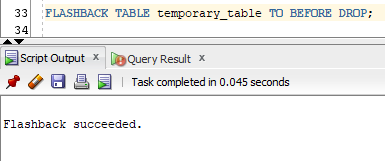 33 FLASHBACK TABLE temporary_table TO BEFORE DROP;
34
Script Output x Query Result x
Task completed in 0.045 seconds
Flashback succeeded.